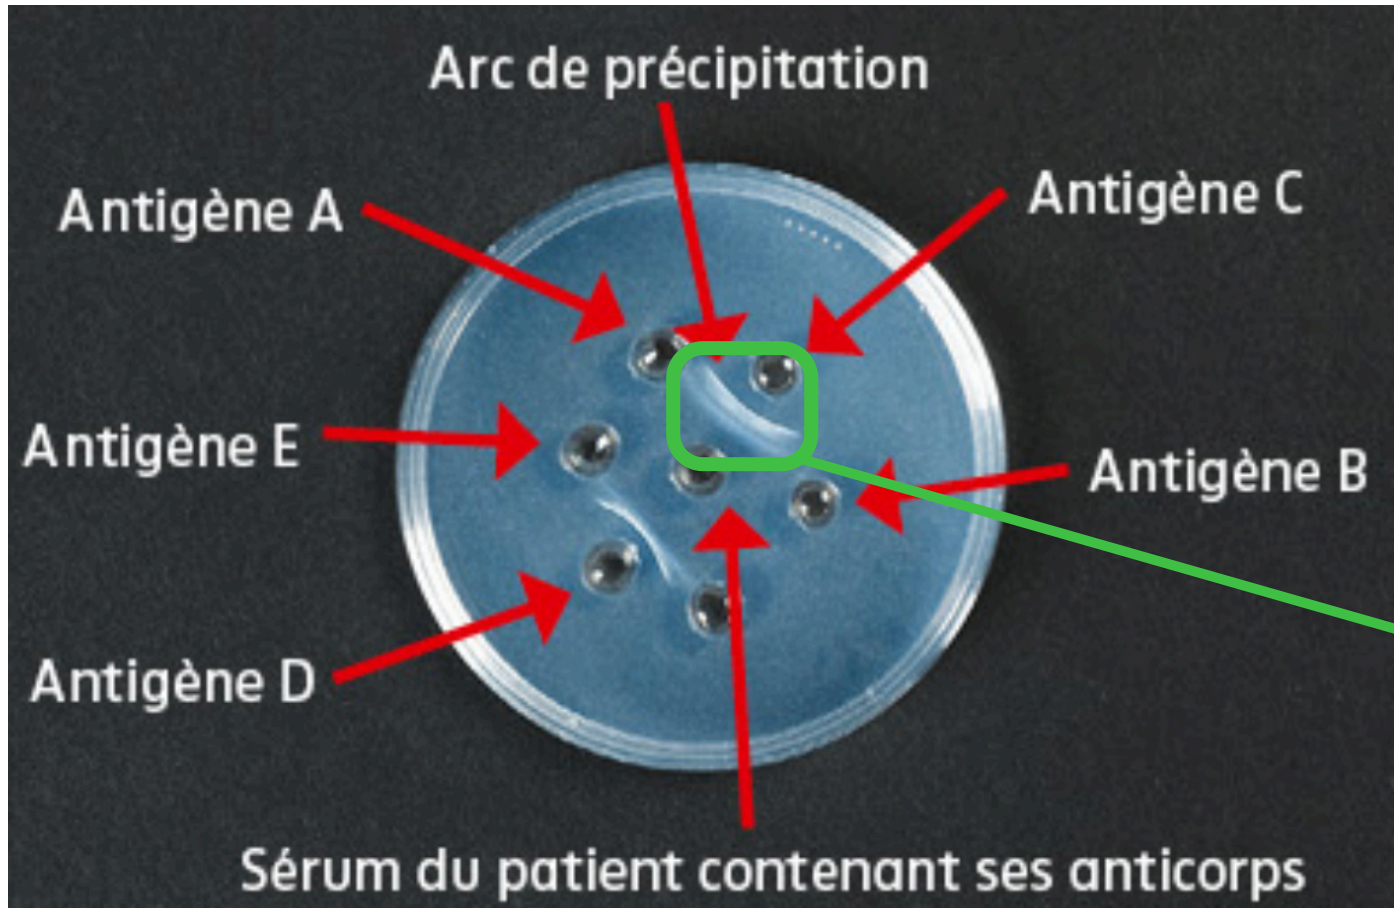 Arc de précipitation
Antigène A
Antigène C
Antigène E
Antigène B
Antigène D
Sérum du patient contenant ses anticorps